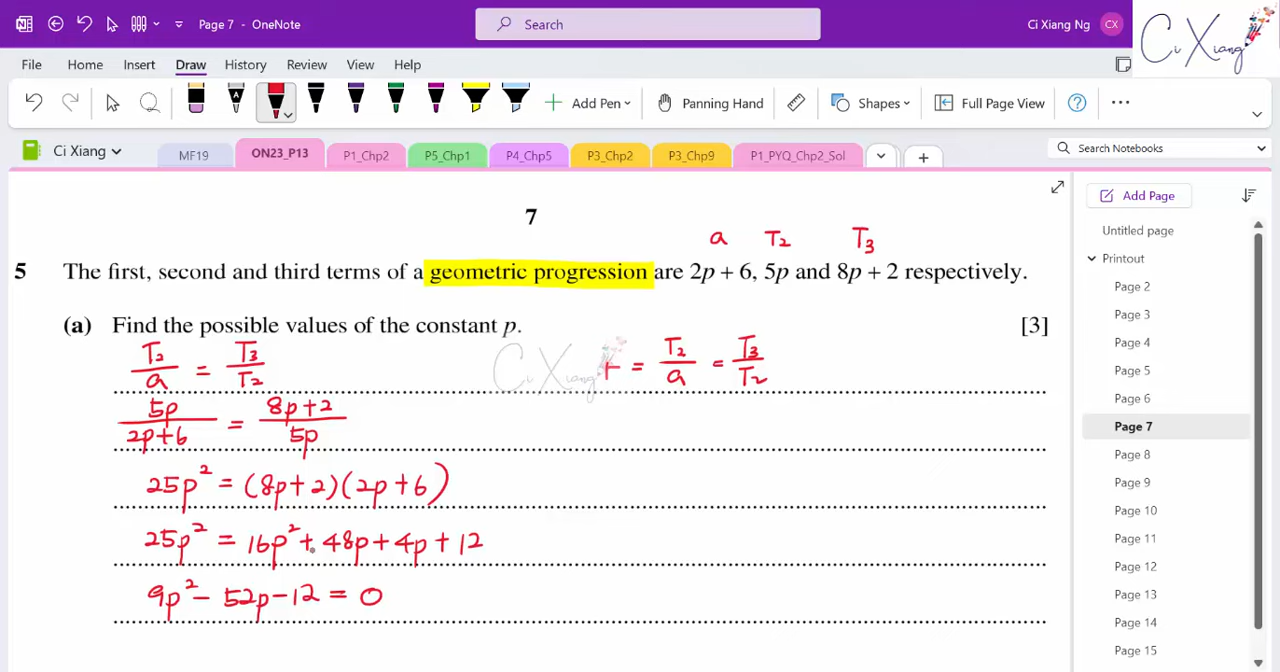 Page 7 - OneNote
Search
Ci Xiang Ng
CX
Ci Xiang
File Home Insert Draw History Review View Help
Add Pen
Panning Hand
Shapes
Full Page View
Ci Xiang
MF19
ON23_P13
P1_Chp2
P5_Chp1
P4_Chp5
P3_Chp2
P3_Chp9
P1_PYQ_Chp2_Sol
Search Notebooks
Add Page
Untitled page
Printout
Page 2
Page 3
Page 4
Page 5
Page 6
Page 7
Page 8
Page 9
Page 10
Page 11
Page 12
Page 13
Page 14
Page 15
7
a T₂ T₃
5 The first, second and third terms of a geometric progression are 2p + 6, 5p and 8p + 2 respectively.
(a) Find the possible values of the constant p. [3]
T₂/a = T₃/T₂
Ci Xiang
r = T₂/a = T₃/T₂
5p/2p+6 = 8p+2/5p
25p² = (8p+2)(2p+6)
25p² = 16p² + 48p + 4p + 12
9p² - 52p - 12 = 0